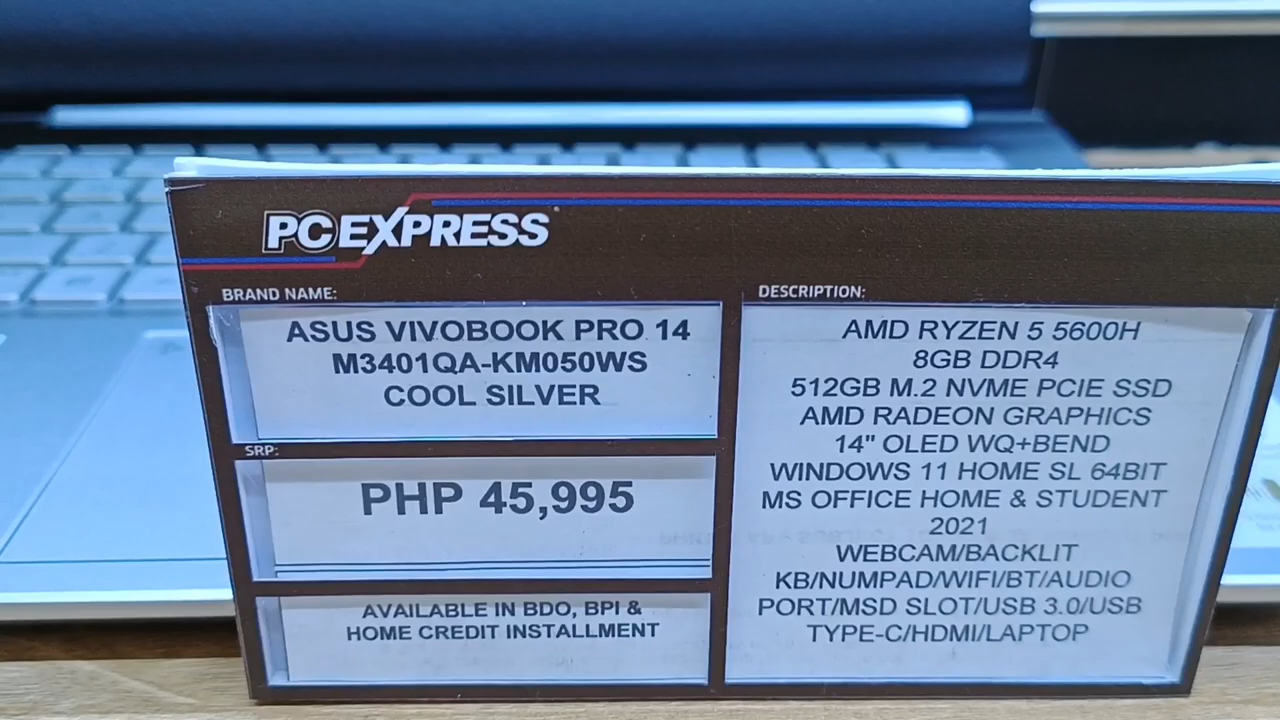 PC EXPRESS
BRAND NAME:
ASUS VIVOBOOK PRO 14
M3401QA-KM050WS
COOL SILVER
SRP:
PHP 45,995
AVAILABLE IN BDO, BPI &
HOME CREDIT INSTALLMENT
DESCRIPTION:
AMD RYZEN 5 5600H
8GB DDR4
512GB M.2 NVME PCIE SSD
AMD RADEON GRAPHICS
14" OLED WQ+BEND
WINDOWS 11 HOME SL 64BIT
MS OFFICE HOME & STUDENT
2021
WEBCAM/BACKLIT
KB/NUMPAD/WIFI/BT/AUDIO
PORT/MSD SLOT/USB 3.0/USB
TYPE-C/HDMI/LAPTOP